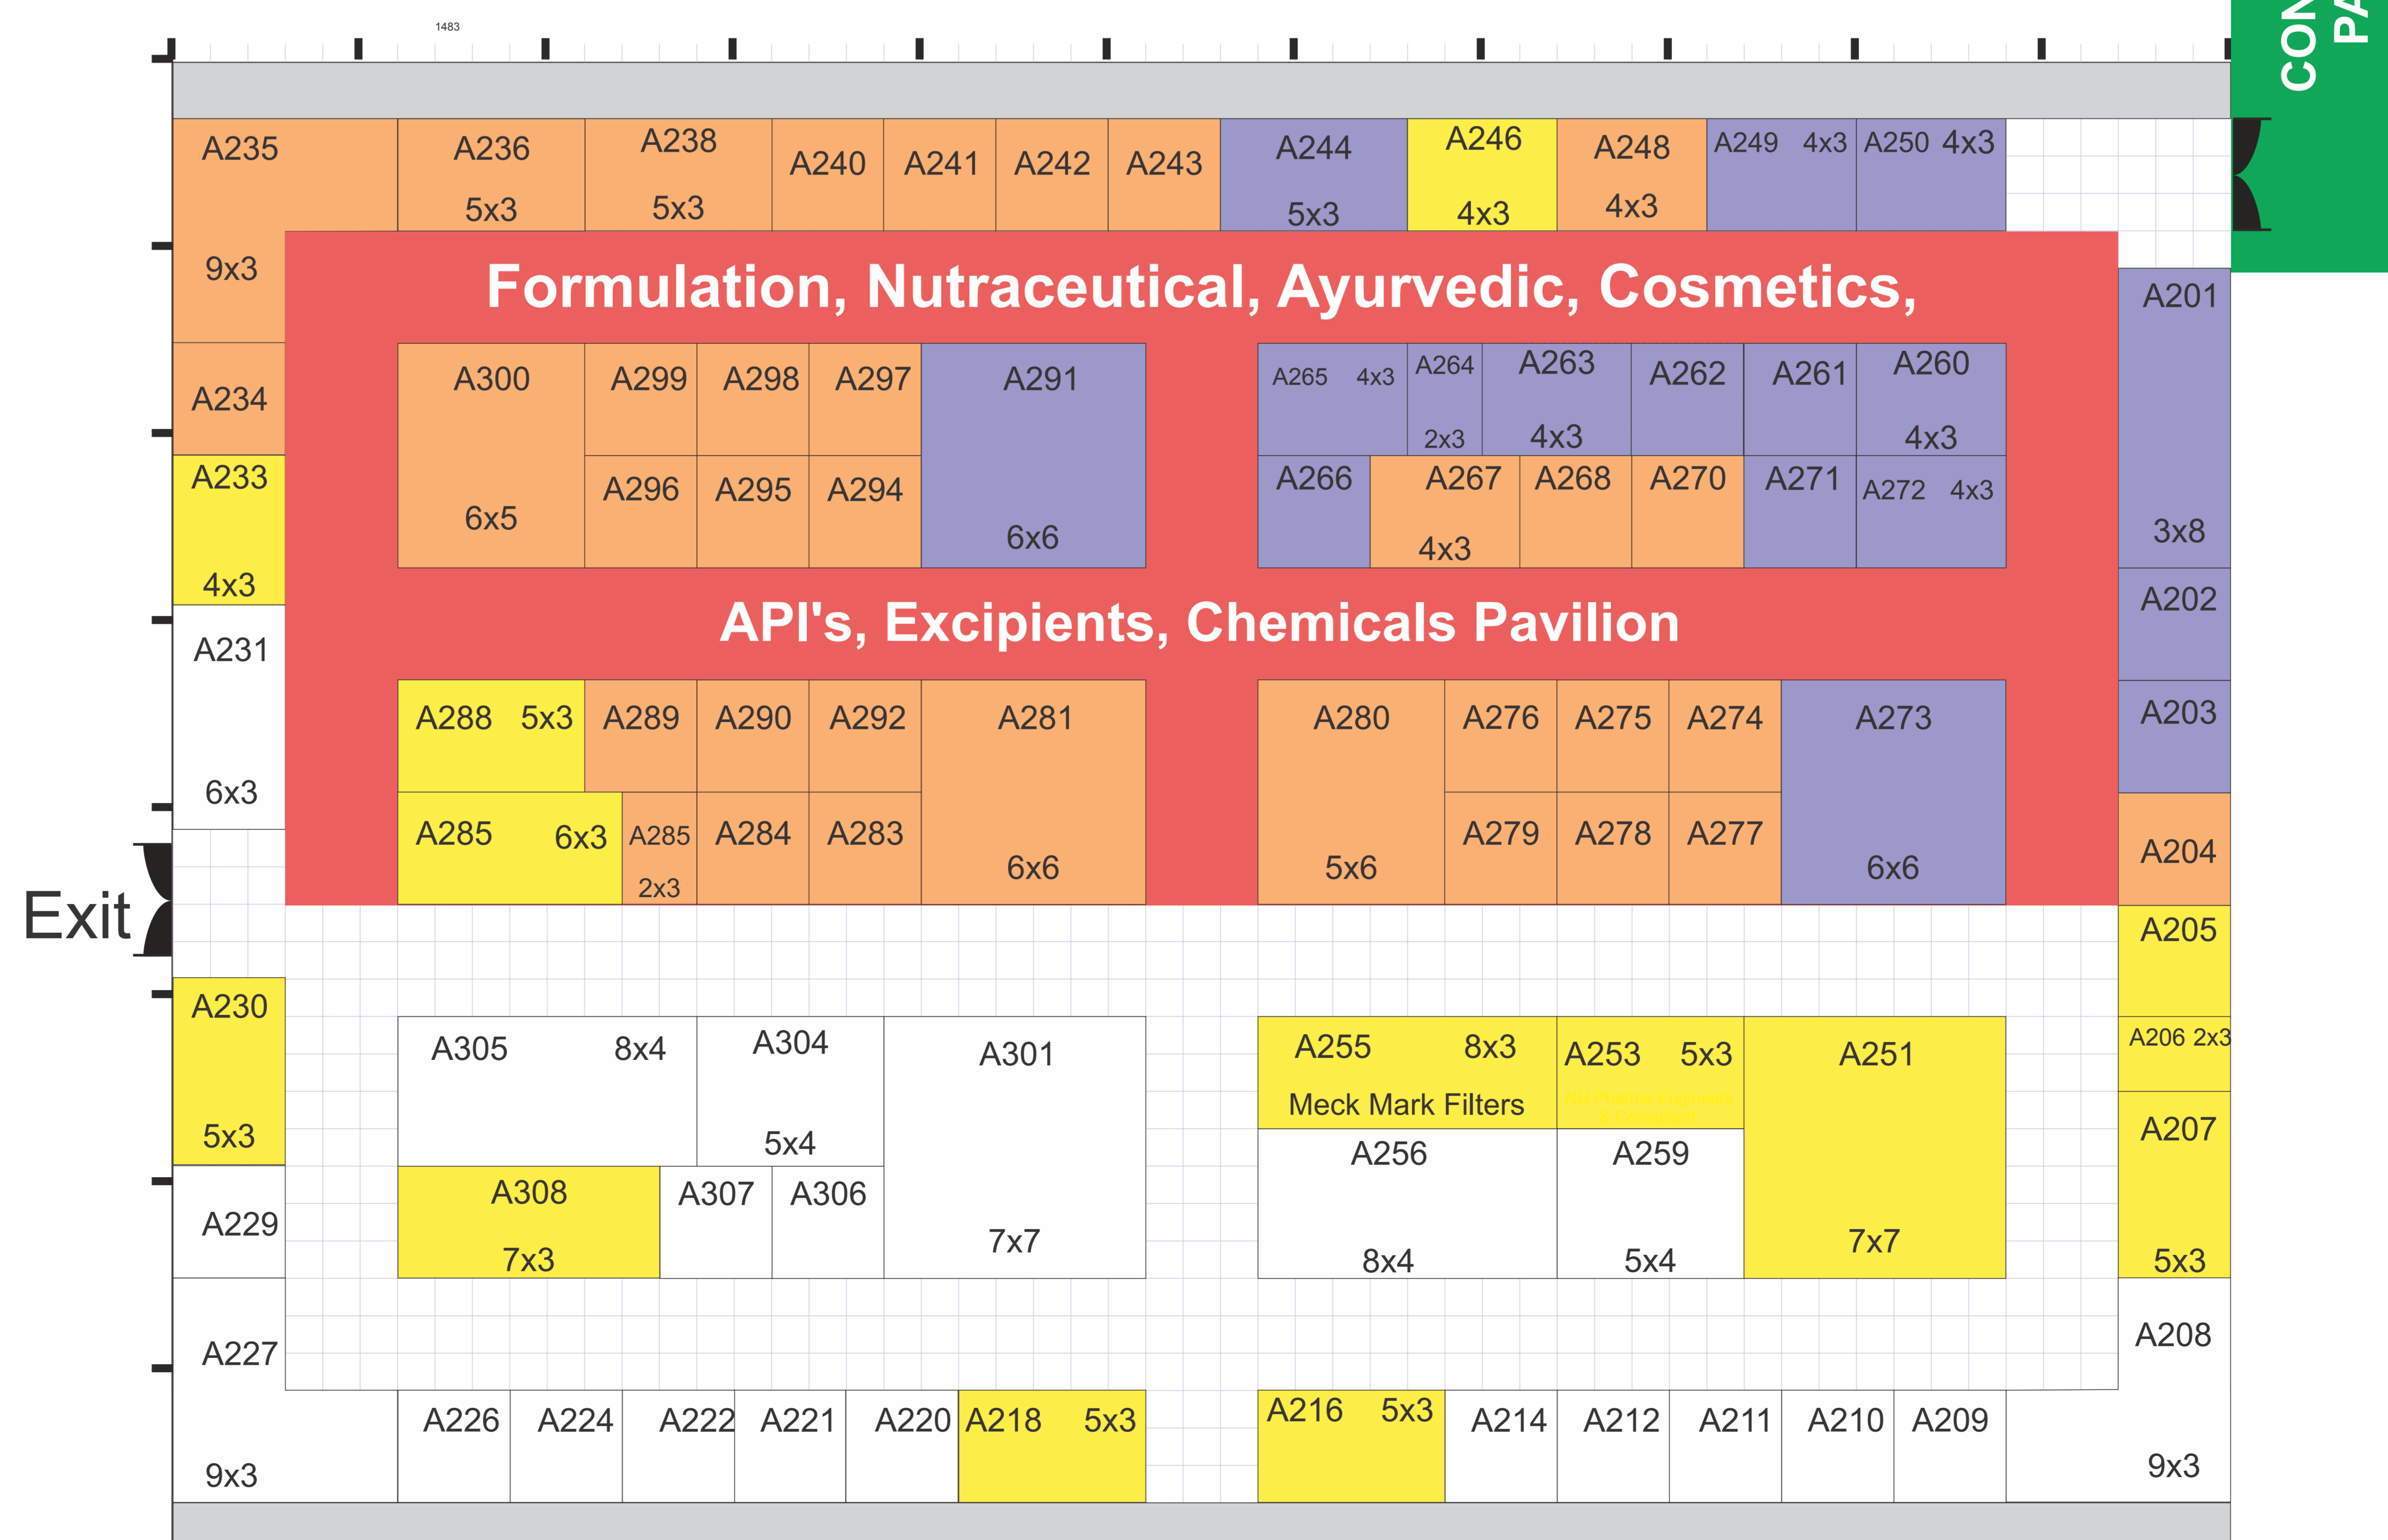 1483
CON
PA
A235
9x3
A236
5x3
A238
5x3
A240
A241
A242
A243
A244
5x3
A246
4x3
A248
4x3
A249 4x3
A250 4x3
Formulation, Nutraceutical, Ayurvedic, Cosmetics,
A234
A233
4x3
A231
6x3
Exit
A300
6x5
A299
A298
A297
A296
A295
A294
A291
6x6
A265 4x3
A264
2x3
A263
4x3
A262
A261
A260
4x3
A266
A267
4x3
A268
A270
A271
A272 4x3
A201
3x8
A202
A203
A204
A205
A206 2x3
A207
5x3
A208
9x3
API's, Excipients, Chemicals Pavilion
A288 5x3
A289
A290
A292
A281
6x6
A285 6x3
A285
2x3
A284
A283
A280
5x6
A276
A275
A274
A273
6x6
A279
A278
A277
A230
5x3
A229
A227
9x3
A305 8x4
A304
5x4
A301
7x7
A308
7x3
A307
A306
A255 8x3
Meck Mark Filters
A253 5x3
A251
7x7
A256
8x4
A259
5x4
A226
A224
A222
A221
A220
A218 5x3
A216 5x3
A214
A212
A211
A210
A209